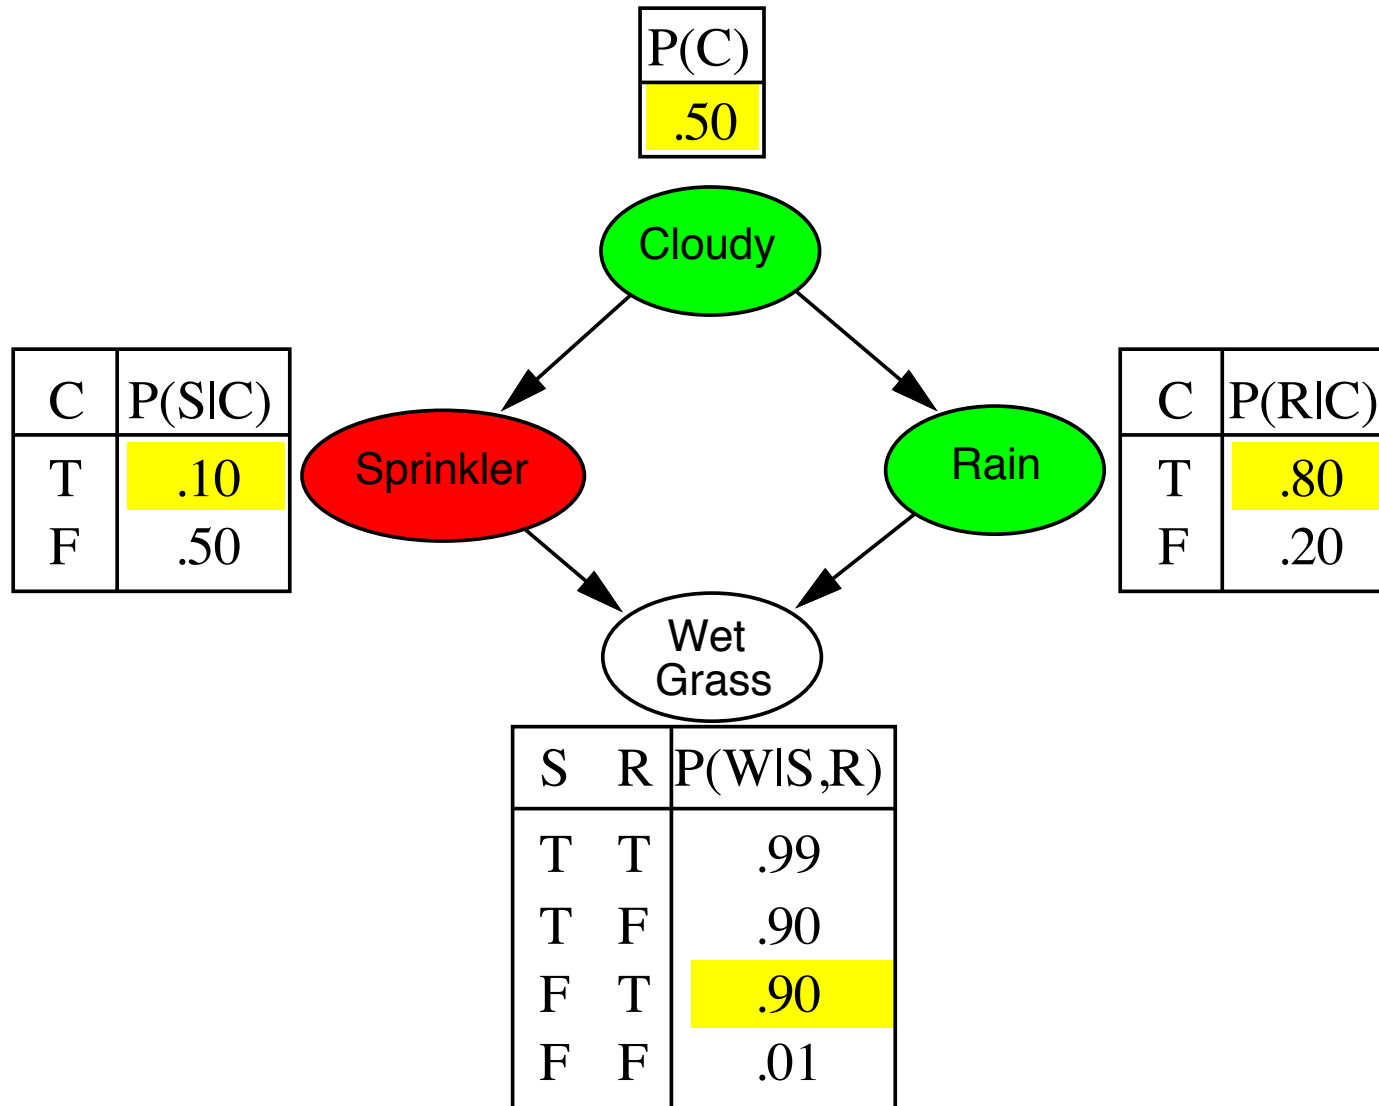 P(C)
.50
Cloudy
C P(S|C)
T .10
F .50
Sprinkler
Rain
C P(R|C)
T .80
F .20
Wet
Grass
S R P(W|S,R)
T T .99
T F .90
F T .90
F F .01